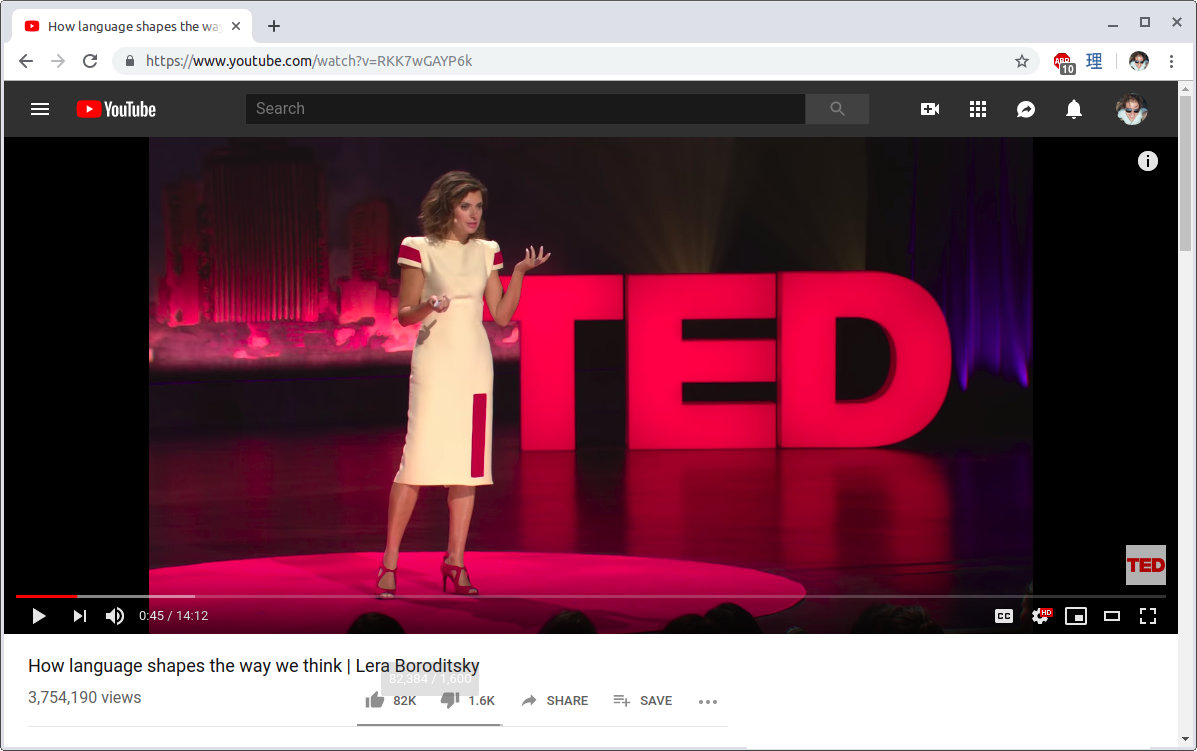 How language shapes the way
https://www.youtube.com/watch?v=RKK7wGAYP6k
ABP
10
理
YouTube
Search
TED
TED
0:45 / 14:12
CC
HD
How language shapes the way we think | Lera Boroditsky
82,384 / 1,600
3,754,190 views
82K
1.6K
SHARE
SAVE